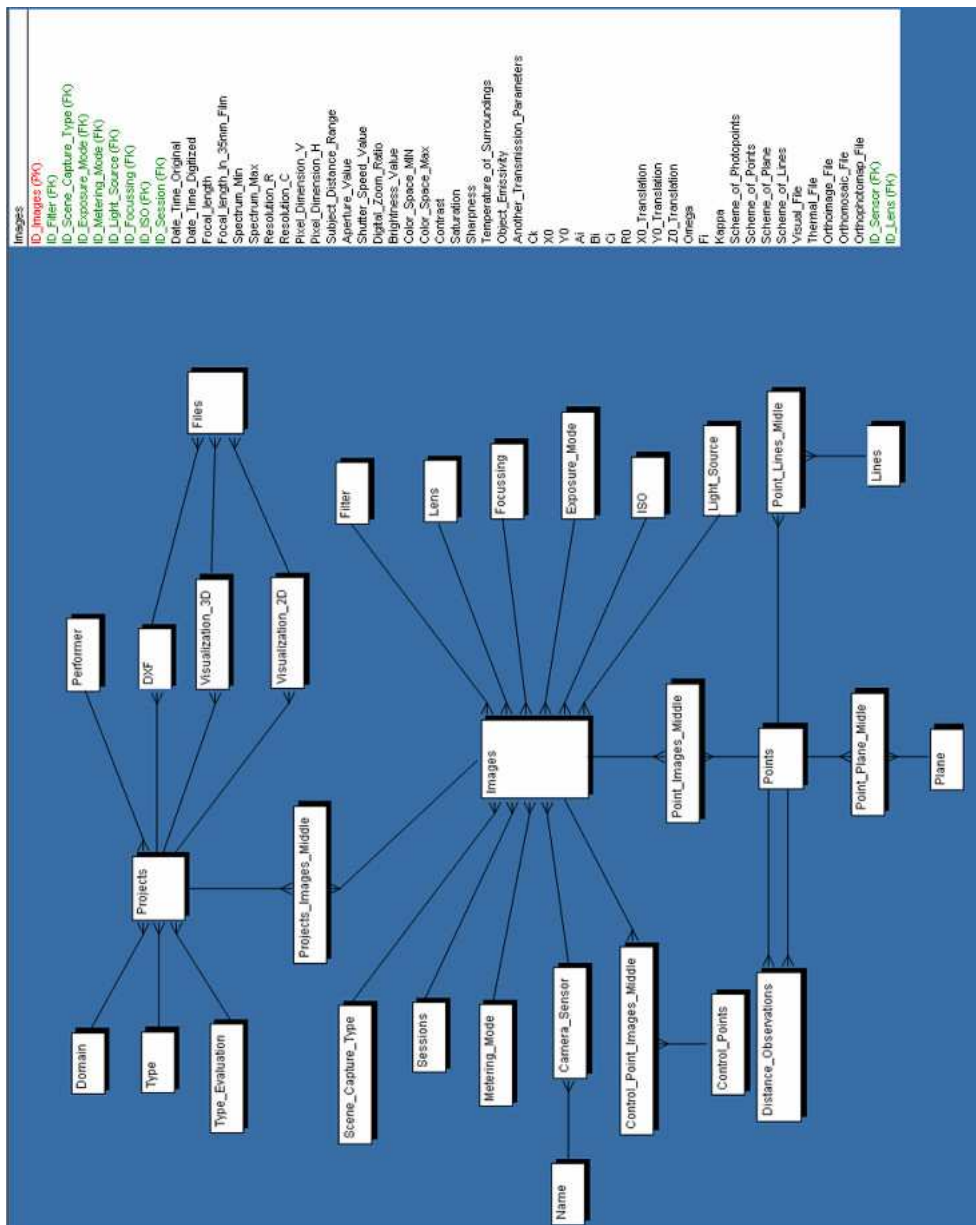 Images
ID_Images (PK)
ID_Filter (FK)
ID_Scene_Capture_Type (FK)
ID_Exposure_Mode (FK)
ID_Metering_Mode (FK)
ID_Light_Source (FK)
ID_Focussing (FK)
ID_ISO (FK)
ID_Session (FK)
Date_Time_Original
Date_Time_Digitized
Focal_length
Focal_length_In_35mm_Film
Spectrum_Min
Spectrum_Max
Resolution_R
Resolution_C
Pixel_Dimension_V
Pixel_Dimension_H
Subject_Distance_Range
Aperture_Value
Shutter_Speed_Value
Digital_Zoom_Ratio
Brightness_Value
Color_Space_MIN
Color_Space_Max
Contrast
Saturation
Sharpness
Temperature_of_Surroundings
Object_Emissivity
Another_Transmission_Parameters
Ck
X0
Y0
Ai
Bi
Ci
R0
X0_Translation
Y0_Translation
Z0_Translation
Omega
Fi
Kappa
Scheme_of_Photopoints
Scheme_of_Points
Scheme_of_Plane
Scheme_of_Lines
Visual_File
Thermal_File
Orthoimage_File
Orthomosaic_File
Orthophotomap_File
ID_Sensor (FK)
ID_Lens (FK)
Files
Performer
DXF
Visualization_3D
Visualization_2D
Projects
Domain
Type
Type_Evaluation
Projects_Images_Middle
Filter
Lens
Focussing
Exposure_Mode
ISO
Light_Source
Images
Scene_Capture_Type
Sessions
Metering_Mode
Camera_Sensor
Name
Control_Point_Images_Middle
Control_Points
Point_Images_Middle
Point_Lines_Midle
Lines
Points
Distance_Observations
Point_Plane_Midle
Plane